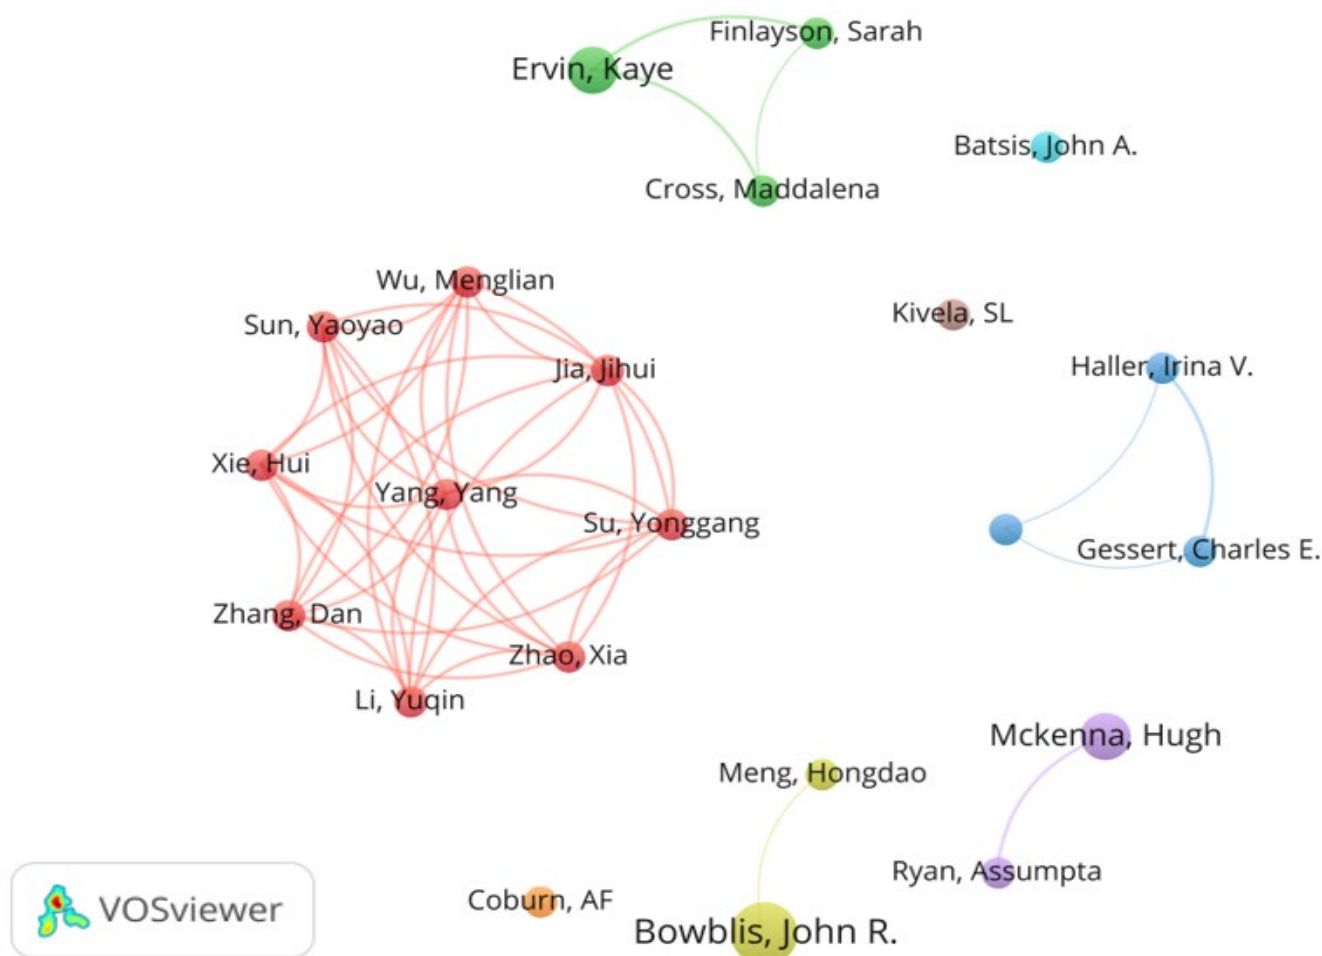 Finlayson, Sarah
Ervin, Kaye
Batsis, John A.
Cross, Maddalena
Wu, Menglian
Kivela, SL
Sun, Yaoyao
Haller, Irina V.
Jia, Jihui
Xie, Hui
Yang, Yang
Su, Yonggang
Gessert, Charles E.
Zhang, Dan
Zhao, Xia
Li, Yuqin
Mckenna, Hugh
Meng, Hongdao
Ryan, Assumpta
Coburn, AF
VOSviewer
Bowblis, John R.